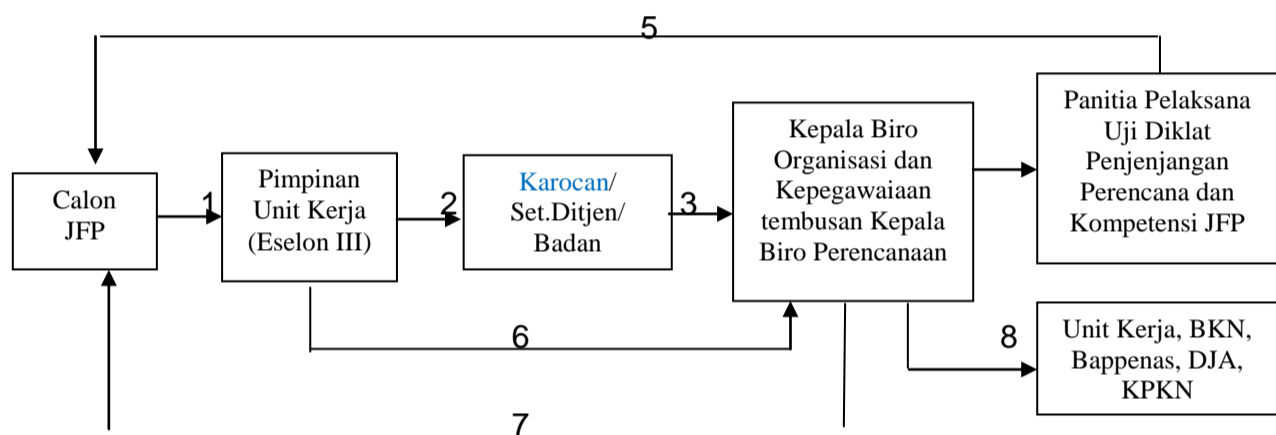 5
Calon
JFP
1
Pimpinan
Unit Kerja
(Eselon III)
2
Karocan/
Set.Ditjen/
Badan
3
Kepala Biro
Organisasi dan
Kepegawaiaan
tembusan Kepala
Biro Perencanaan
Panitia Pelaksana
Uji Diklat
Penjenjangan
Perencana dan
Kompetensi JFP
6
8
Unit Kerja, BKN,
Bappenas, DJA,
KPKN
7